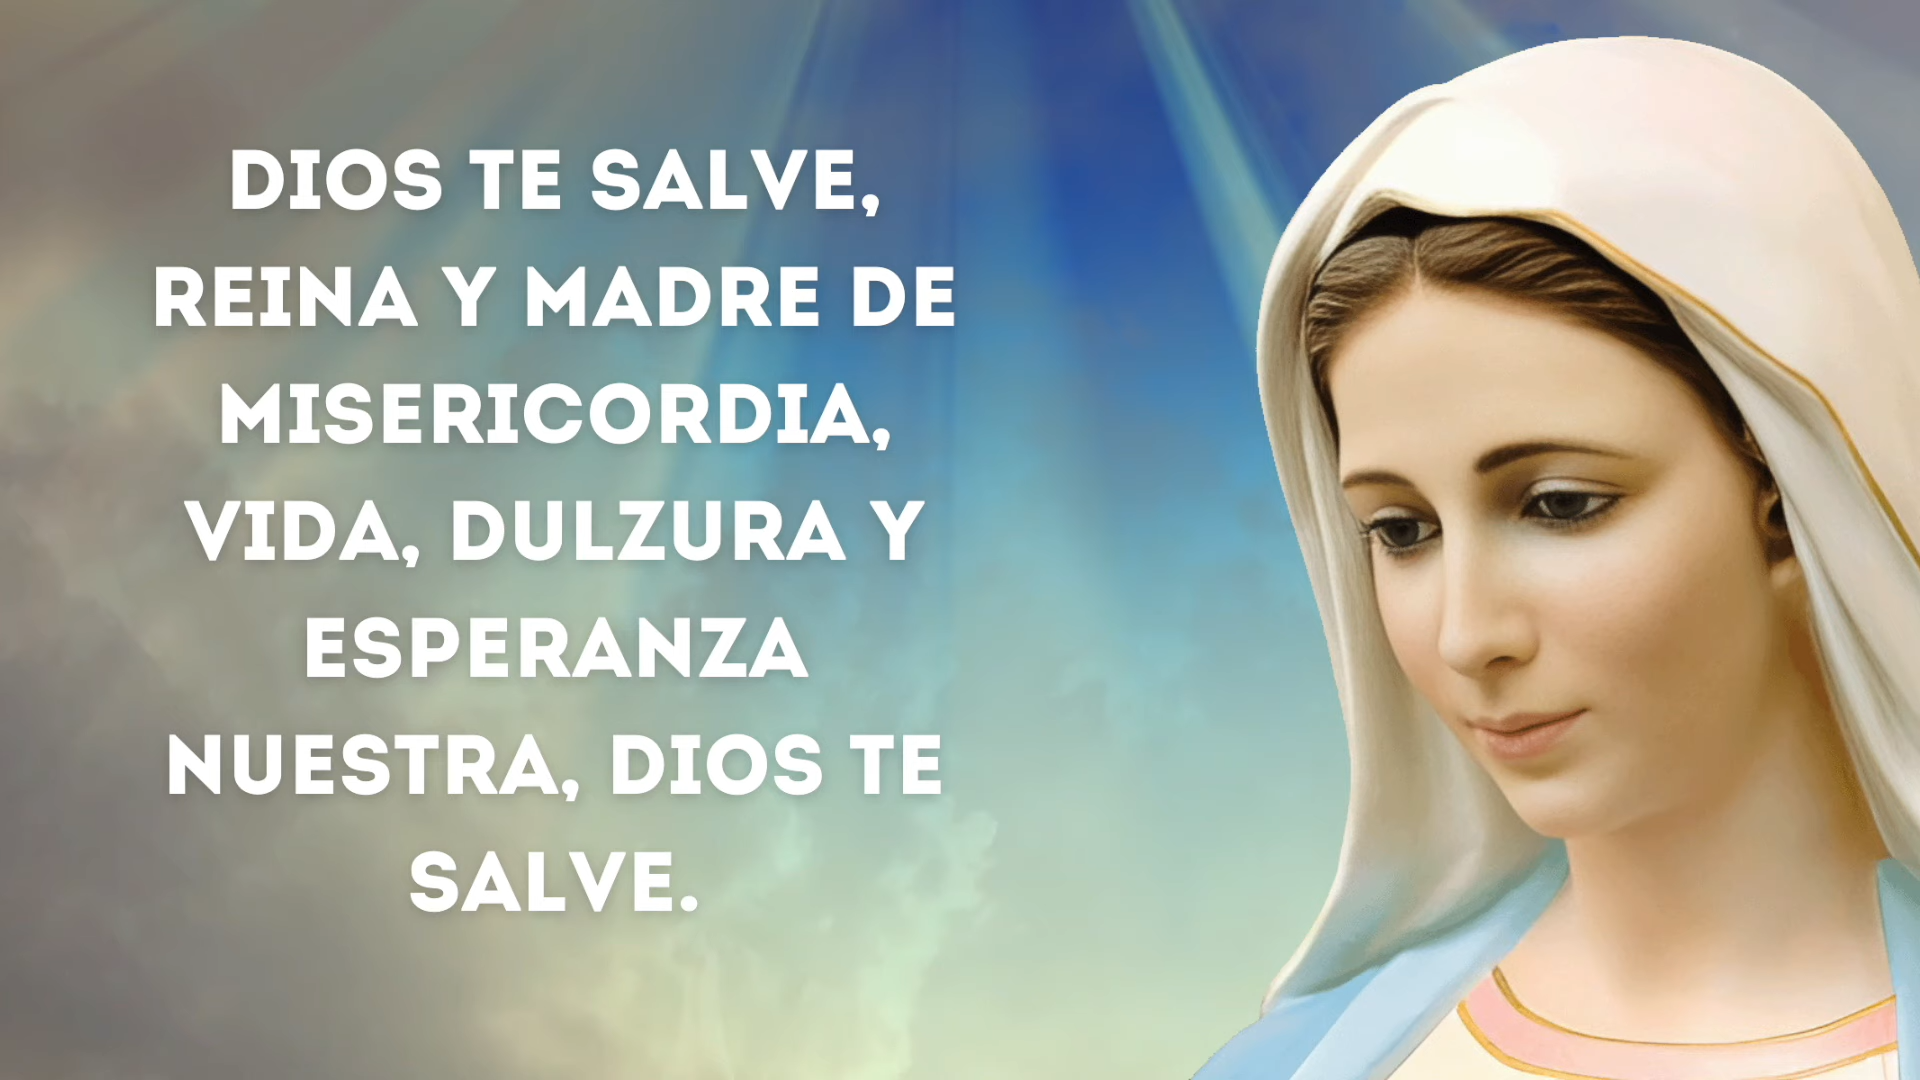 DIOS TE SALVE,
REINA Y MADRE DE
MISERICORDIA,
VIDA, DULZURA Y
ESPERANZA
NUESTRA, DIOS TE
SALVE.